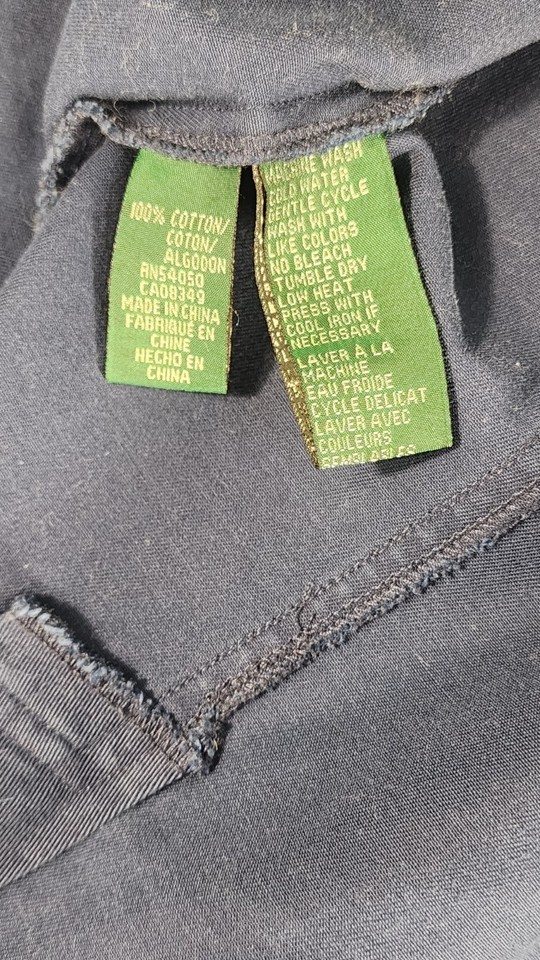 100% COTTON/
COTON/
ALGODON
RN54050
CA08349
MADE IN CHINA
FABRIQUÉ EN
CHINE
HECHO EN
CHINA
MACHINE WASH
COLD WATER
GENTLE CYCLE
WASH WITH
LIKE COLORS
NO BLEACH
TUMBLE DRY
LOW HEAT
PRESS WITH
COOL IRON IF
NECESSARY
LAVER À LA
MACHINE
EAU FROIDE
CYCLE DELICAT
LAVER AVEC
COULEURS
SEMBLABLES